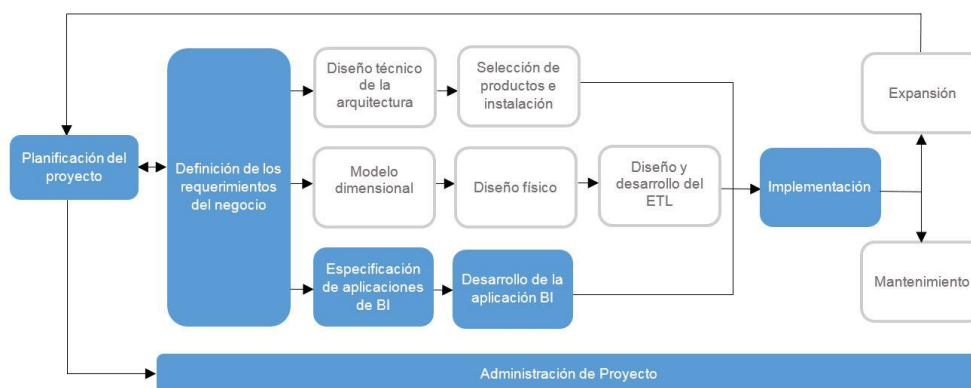 Diseño técnico
de la
arquitectura
Selección de
productos e
instalación
Expansión
Planificación del
proyecto
Definición de los
requerimientos
del negocio
Modelo
dimensional
Diseño físico
Diseño y
desarrollo del
ETL
Implementación
Especificación
de aplicaciones
de BI
Desarrollo de la
aplicación BI
Mantenimiento
Administración de Proyecto